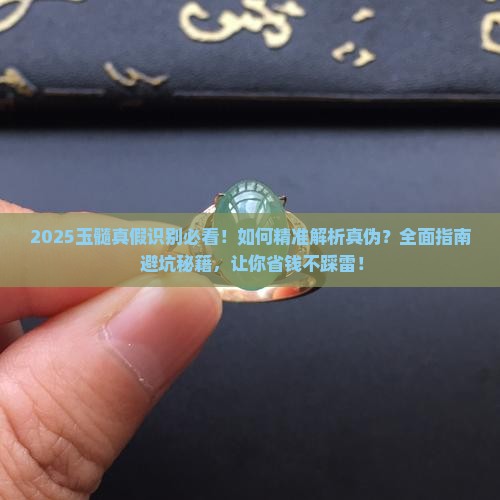 2025玉髓真假识别必看！如何精准解析真伪？全面指南
避坑秘籍，让你省钱不踩雷！